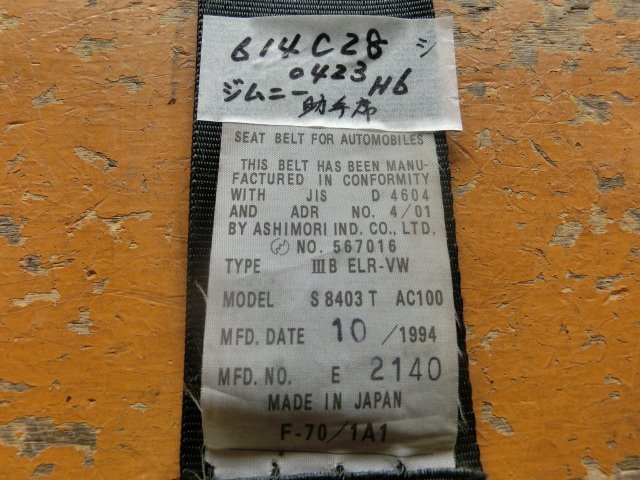 614C28 シ
0423
ジムニー H6
助手席
SEAT BELT FOR AUTOMOBILES
THIS BELT HAS BEEN MANU-
FACTURED IN CONFORMITY
WITH JIS D 4604
AND ADR NO. 4/01
BY ASHIMORI IND. CO., LTD.
NO. 567016
TYPE ⅢB ELR-VW
MODEL S8403T AC100
MFD. DATE 10/1994
MFD. NO. E 2140
MADE IN JAPAN
F-70/1A1